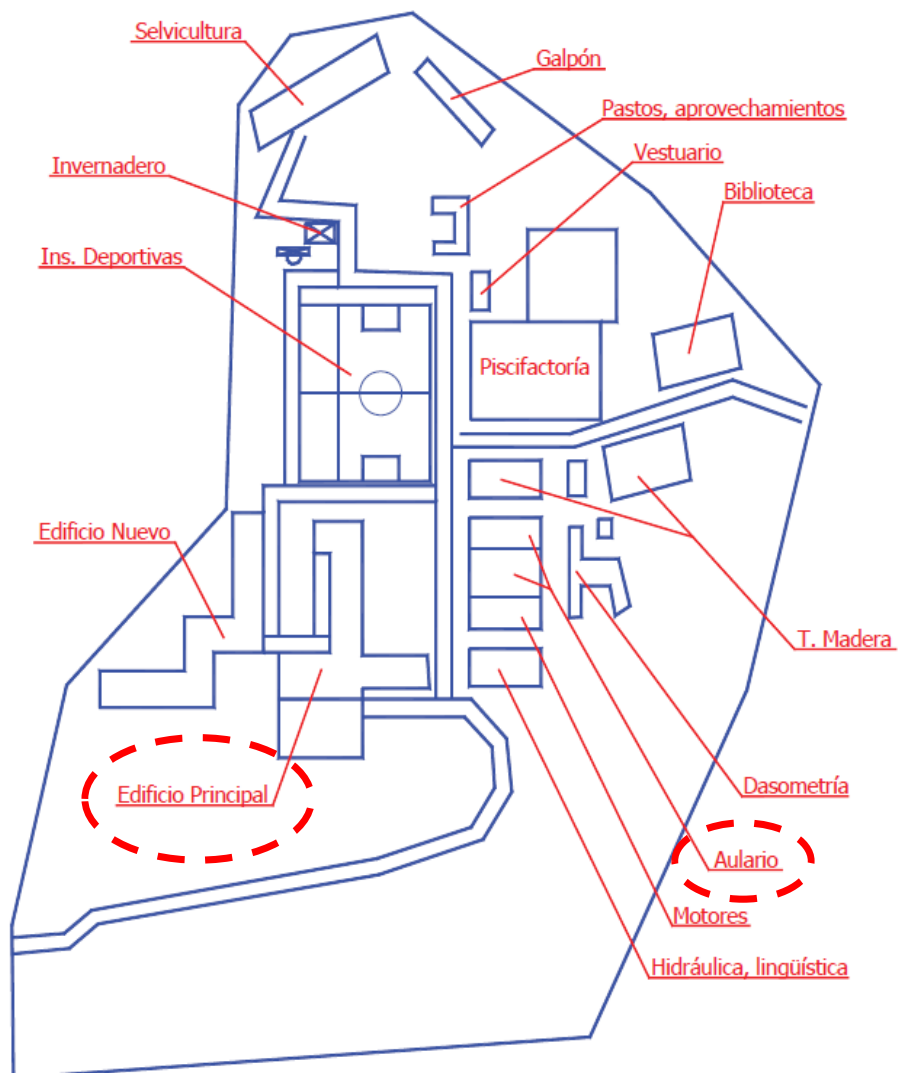 Selvicultura
Galpón
Pastos, aprovechamientos
Vestuario
Invernadero
Biblioteca
Ins. Deportivas
Piscifactoría
Edificio Nuevo
T. Madera
Edificio Principal
Dasometría
Aulario
Motores
Hidráulica, lingüística